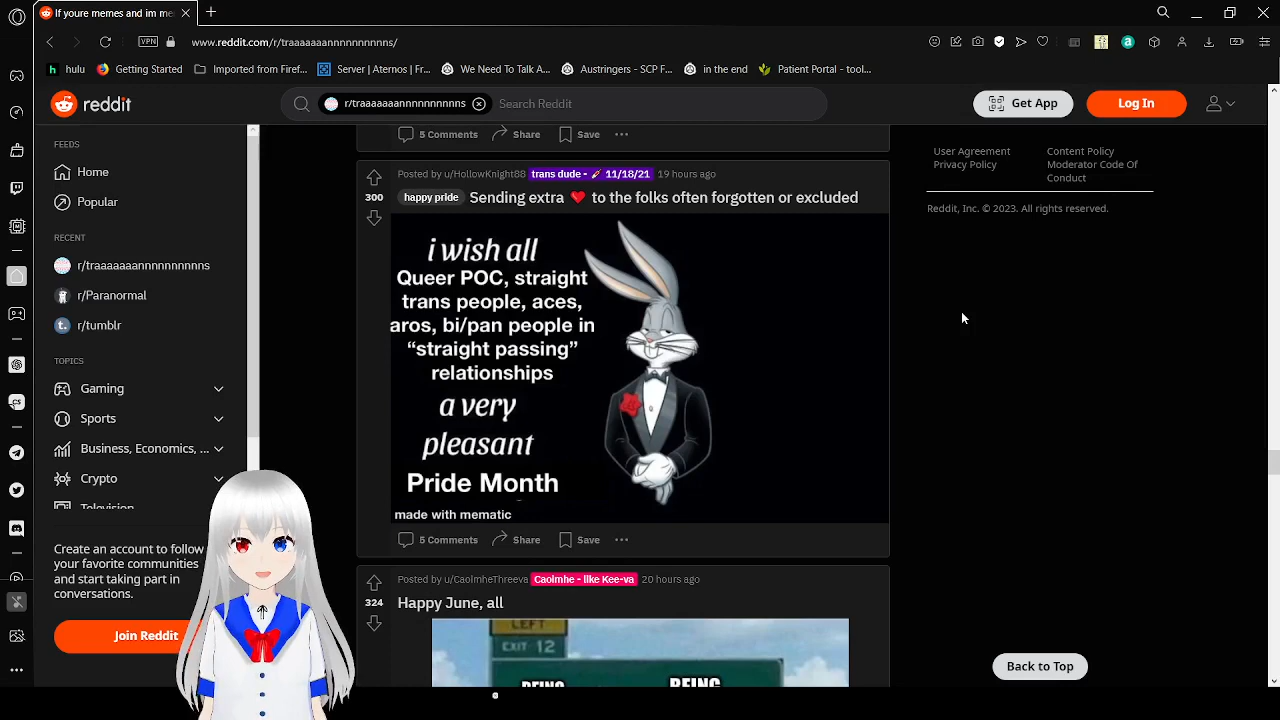 If youre memes and im me
www.reddit.com/r/traaaaaaannnnnnnnnns/
VPN
hulu
Getting Started
Imported from Firef...
Server | Aternos | Fr...
We Need To Talk A...
Austringers - SCP F...
in the end
Patient Portal - tool...
reddit
r/traaaaaaannnnnnnnnns
Search Reddit
Get App
Log In
FEEDS
Home
Popular
RECENT
r/traaaaaaannnnnnnnnns
r/Paranormal
r/tumblr
TOPICS
Gaming
Sports
Business, Economics, ...
Crypto
Television
Create an account to follow
your favorite communities
and start taking part in
conversations.
Join Reddit
5 Comments
Share
Save
Posted by u/HollowKnight88 trans dude - 11/18/21 19 hours ago
300
happy pride Sending extra ❤️ to the folks often forgotten or excluded
i wish all
Queer POC, straight
trans people, aces,
aros, bi/pan people in
“straight passing”
relationships
a very
pleasant
Pride Month
made with mematic
5 Comments
Share
Save
Posted by u/CaoimheThreeva Caoimhe - like Kee-va 20 hours ago
324
Happy June, all
LEFT
EXIT 12
BEING
BEING
User Agreement
Content Policy
Privacy Policy
Moderator Code Of
Conduct
Reddit, Inc. © 2023. All rights reserved.
Back to Top